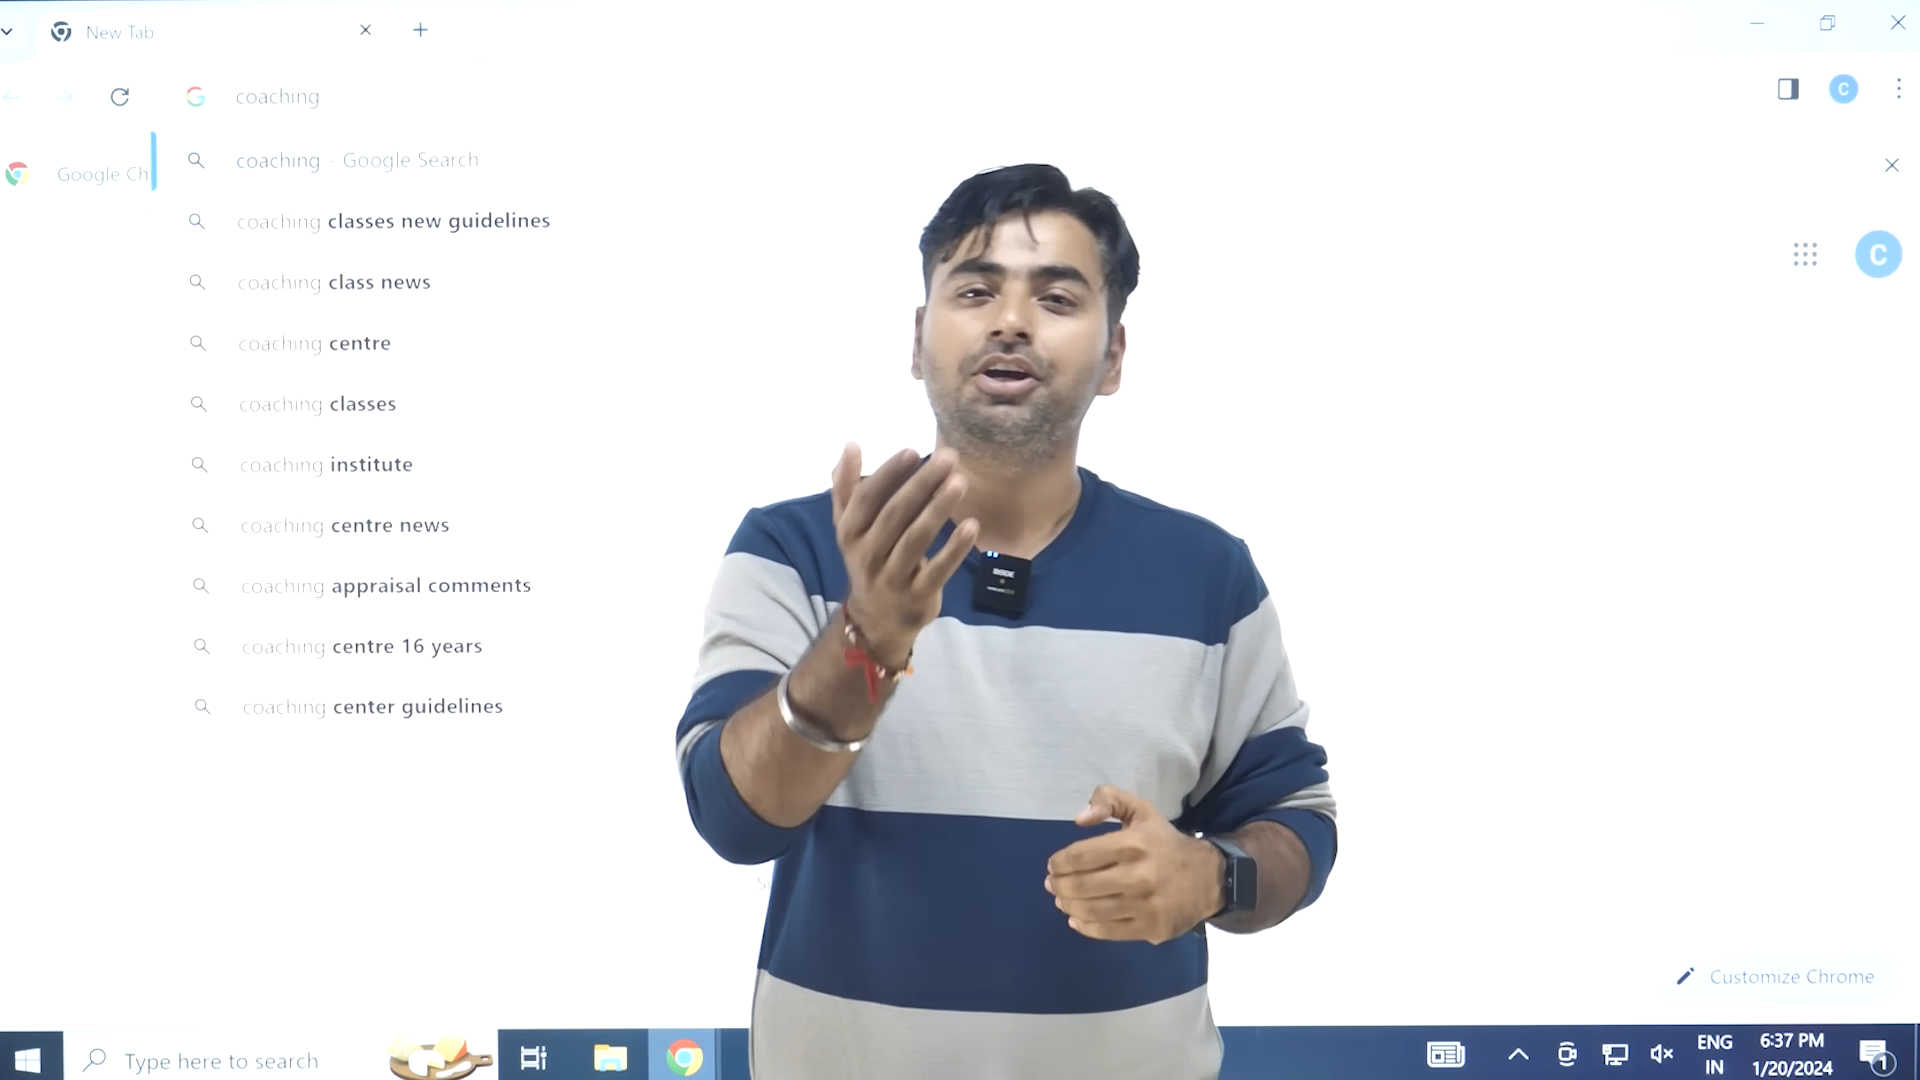 New Tab
coaching
coaching - Google Search
Google Ch
coaching classes new guidelines
coaching class news
C
coaching centre
coaching classes
coaching institute
coaching centre news
coaching appraisal comments
RODE
coaching centre 16 years
coaching center guidelines
Customize Chrome
Type here to search
ENG
IN
6:37 PM
1/20/2024
1
C